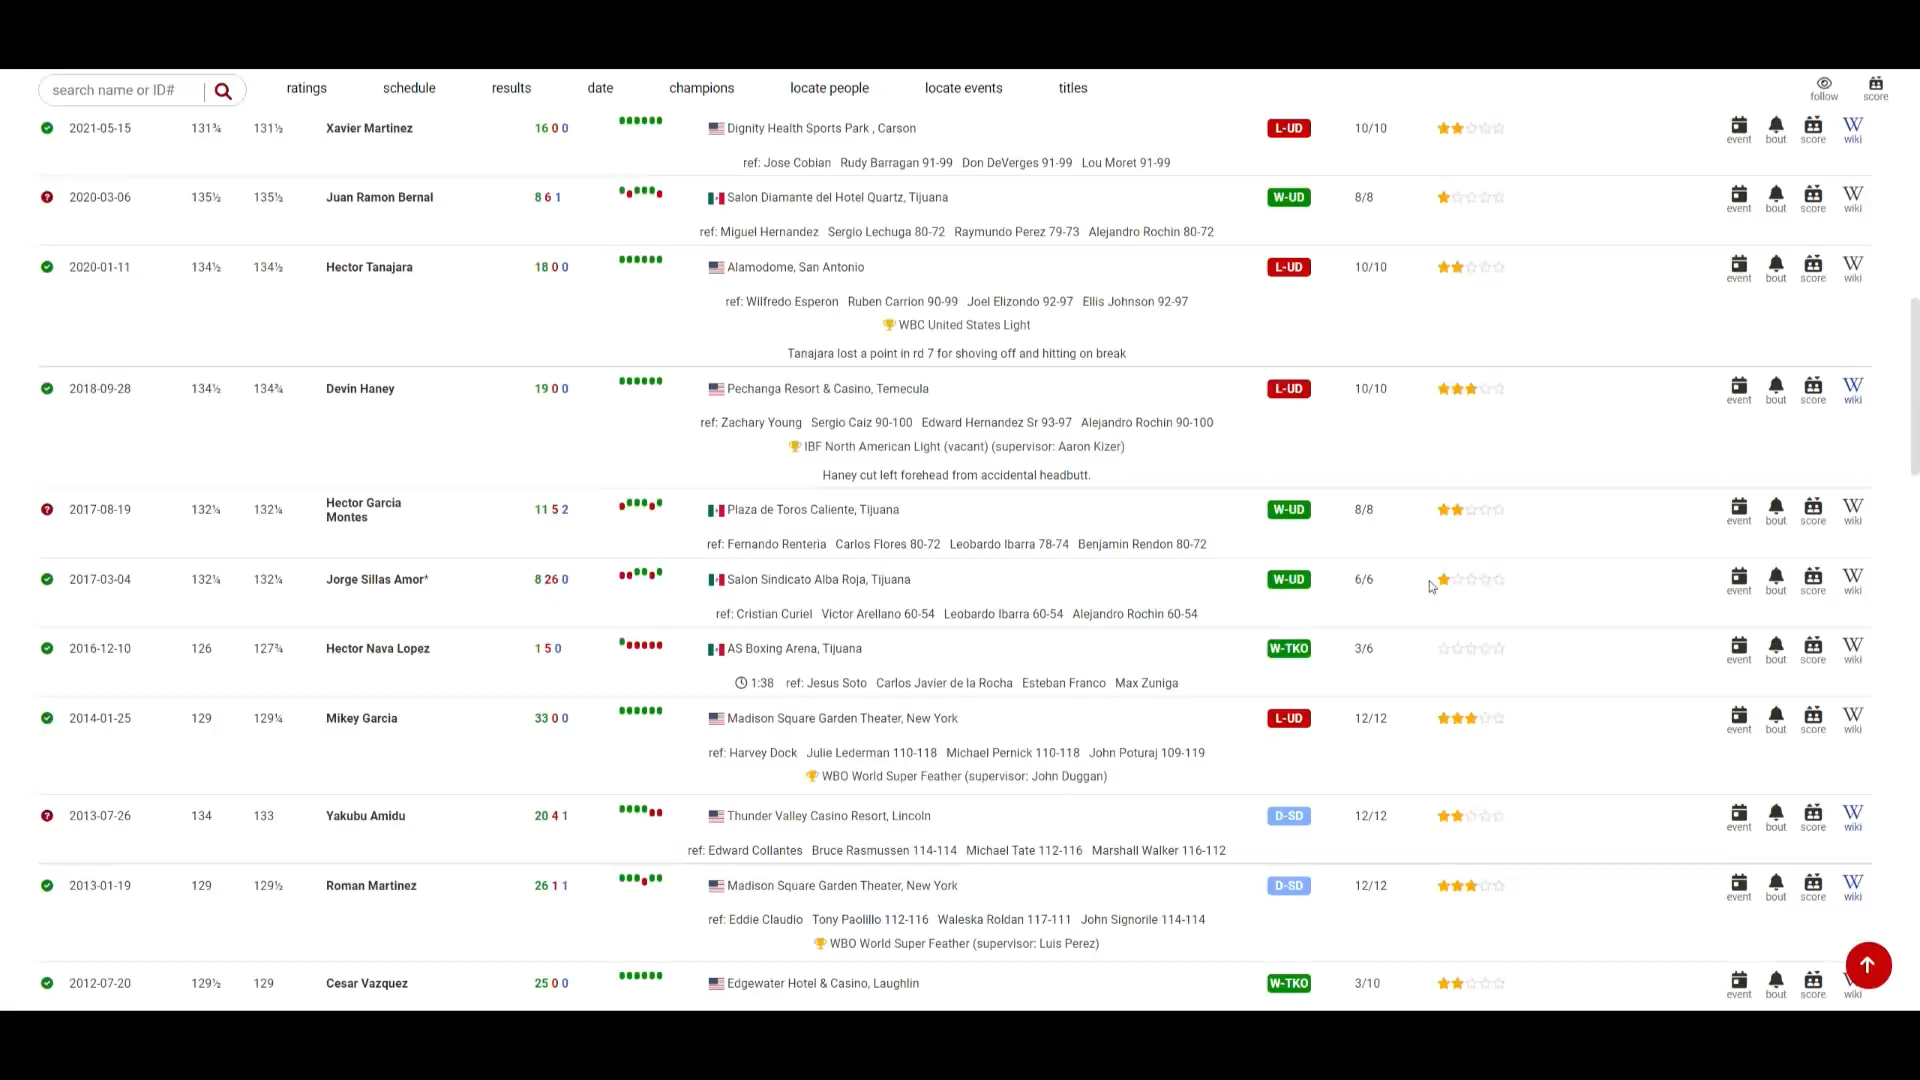 search name or ID# ratings schedule results date champions locate people locate events titles follow score
2021-05-15 131¾ 131½ Xavier Martinez 16 0 0 Dignity Health Sports Park , Carson L-UD 10/10 event bout score wiki
ref: Jose Cobian Rudy Barragan 91-99 Don DeVerges 91-99 Lou Moret 91-99
2020-03-06 135½ 135½ Juan Ramon Bernal 8 6 1 Salon Diamante del Hotel Quartz, Tijuana W-UD 8/8 event bout score wiki
ref: Miguel Hernandez Sergio Lechuga 80-72 Raymundo Perez 79-73 Alejandro Rochin 80-72
2020-01-11 134½ 134½ Hector Tanajara 18 0 0 Alamodome, San Antonio L-UD 10/10 event bout score wiki
ref: Wilfredo Esperon Ruben Carrion 90-99 Joel Elizondo 92-97 Ellis Johnson 92-97
WBC United States Light
Tanajara lost a point in rd 7 for shoving off and hitting on break
2018-09-28 134½ 134¾ Devin Haney 19 0 0 Pechanga Resort & Casino, Temecula L-UD 10/10 event bout score wiki
ref: Zachary Young Sergio Caiz 90-100 Edward Hernandez Sr 93-97 Alejandro Rochin 90-100
IBF North American Light (vacant) (supervisor: Aaron Kizer)
Haney cut left forehead from accidental headbutt.
2017-08-19 132¼ 132¼ Hector Garcia Montes 11 5 2 Plaza de Toros Caliente, Tijuana W-UD 8/8 event bout score wiki
ref: Fernando Renteria Carlos Flores 80-72 Leobardo Ibarra 78-74 Benjamin Rendon 80-72
2017-03-04 132¼ 132¼ Jorge Sillas Amor* 8 26 0 Salon Sindicato Alba Roja, Tijuana W-UD 6/6 event bout score wiki
ref: Cristian Curiel Victor Arellano 60-54 Leobardo Ibarra 60-54 Alejandro Rochin 60-54
2016-12-10 126 127¾ Hector Nava Lopez 1 5 0 AS Boxing Arena, Tijuana W-TKO 3/6 event bout score wiki
1:38 ref: Jesus Soto Carlos Javier de la Rocha Esteban Franco Max Zuniga
2014-01-25 129 129¼ Mikey Garcia 33 0 0 Madison Square Garden Theater, New York L-UD 12/12 event bout score wiki
ref: Harvey Dock Julie Lederman 110-118 Michael Pernick 110-118 John Poturaj 109-119
WBO World Super Feather (supervisor: John Duggan)
2013-07-26 134 133 Yakubu Amidu 20 4 1 Thunder Valley Casino Resort, Lincoln D-SD 12/12 event bout score wiki
ref: Edward Collantes Bruce Rasmussen 114-114 Michael Tate 112-116 Marshall Walker 116-112
2013-01-19 129 129½ Roman Martinez 26 1 1 Madison Square Garden Theater, New York D-SD 12/12 event bout score wiki
ref: Eddie Claudio Tony Paolillo 112-116 Waleska Roldan 117-111 John Signorile 114-114
WBO World Super Feather (supervisor: Luis Perez)
2012-07-20 129½ 129 Cesar Vazquez 25 0 0 Edgewater Hotel & Casino, Laughlin W-TKO 3/10 event bout score wiki